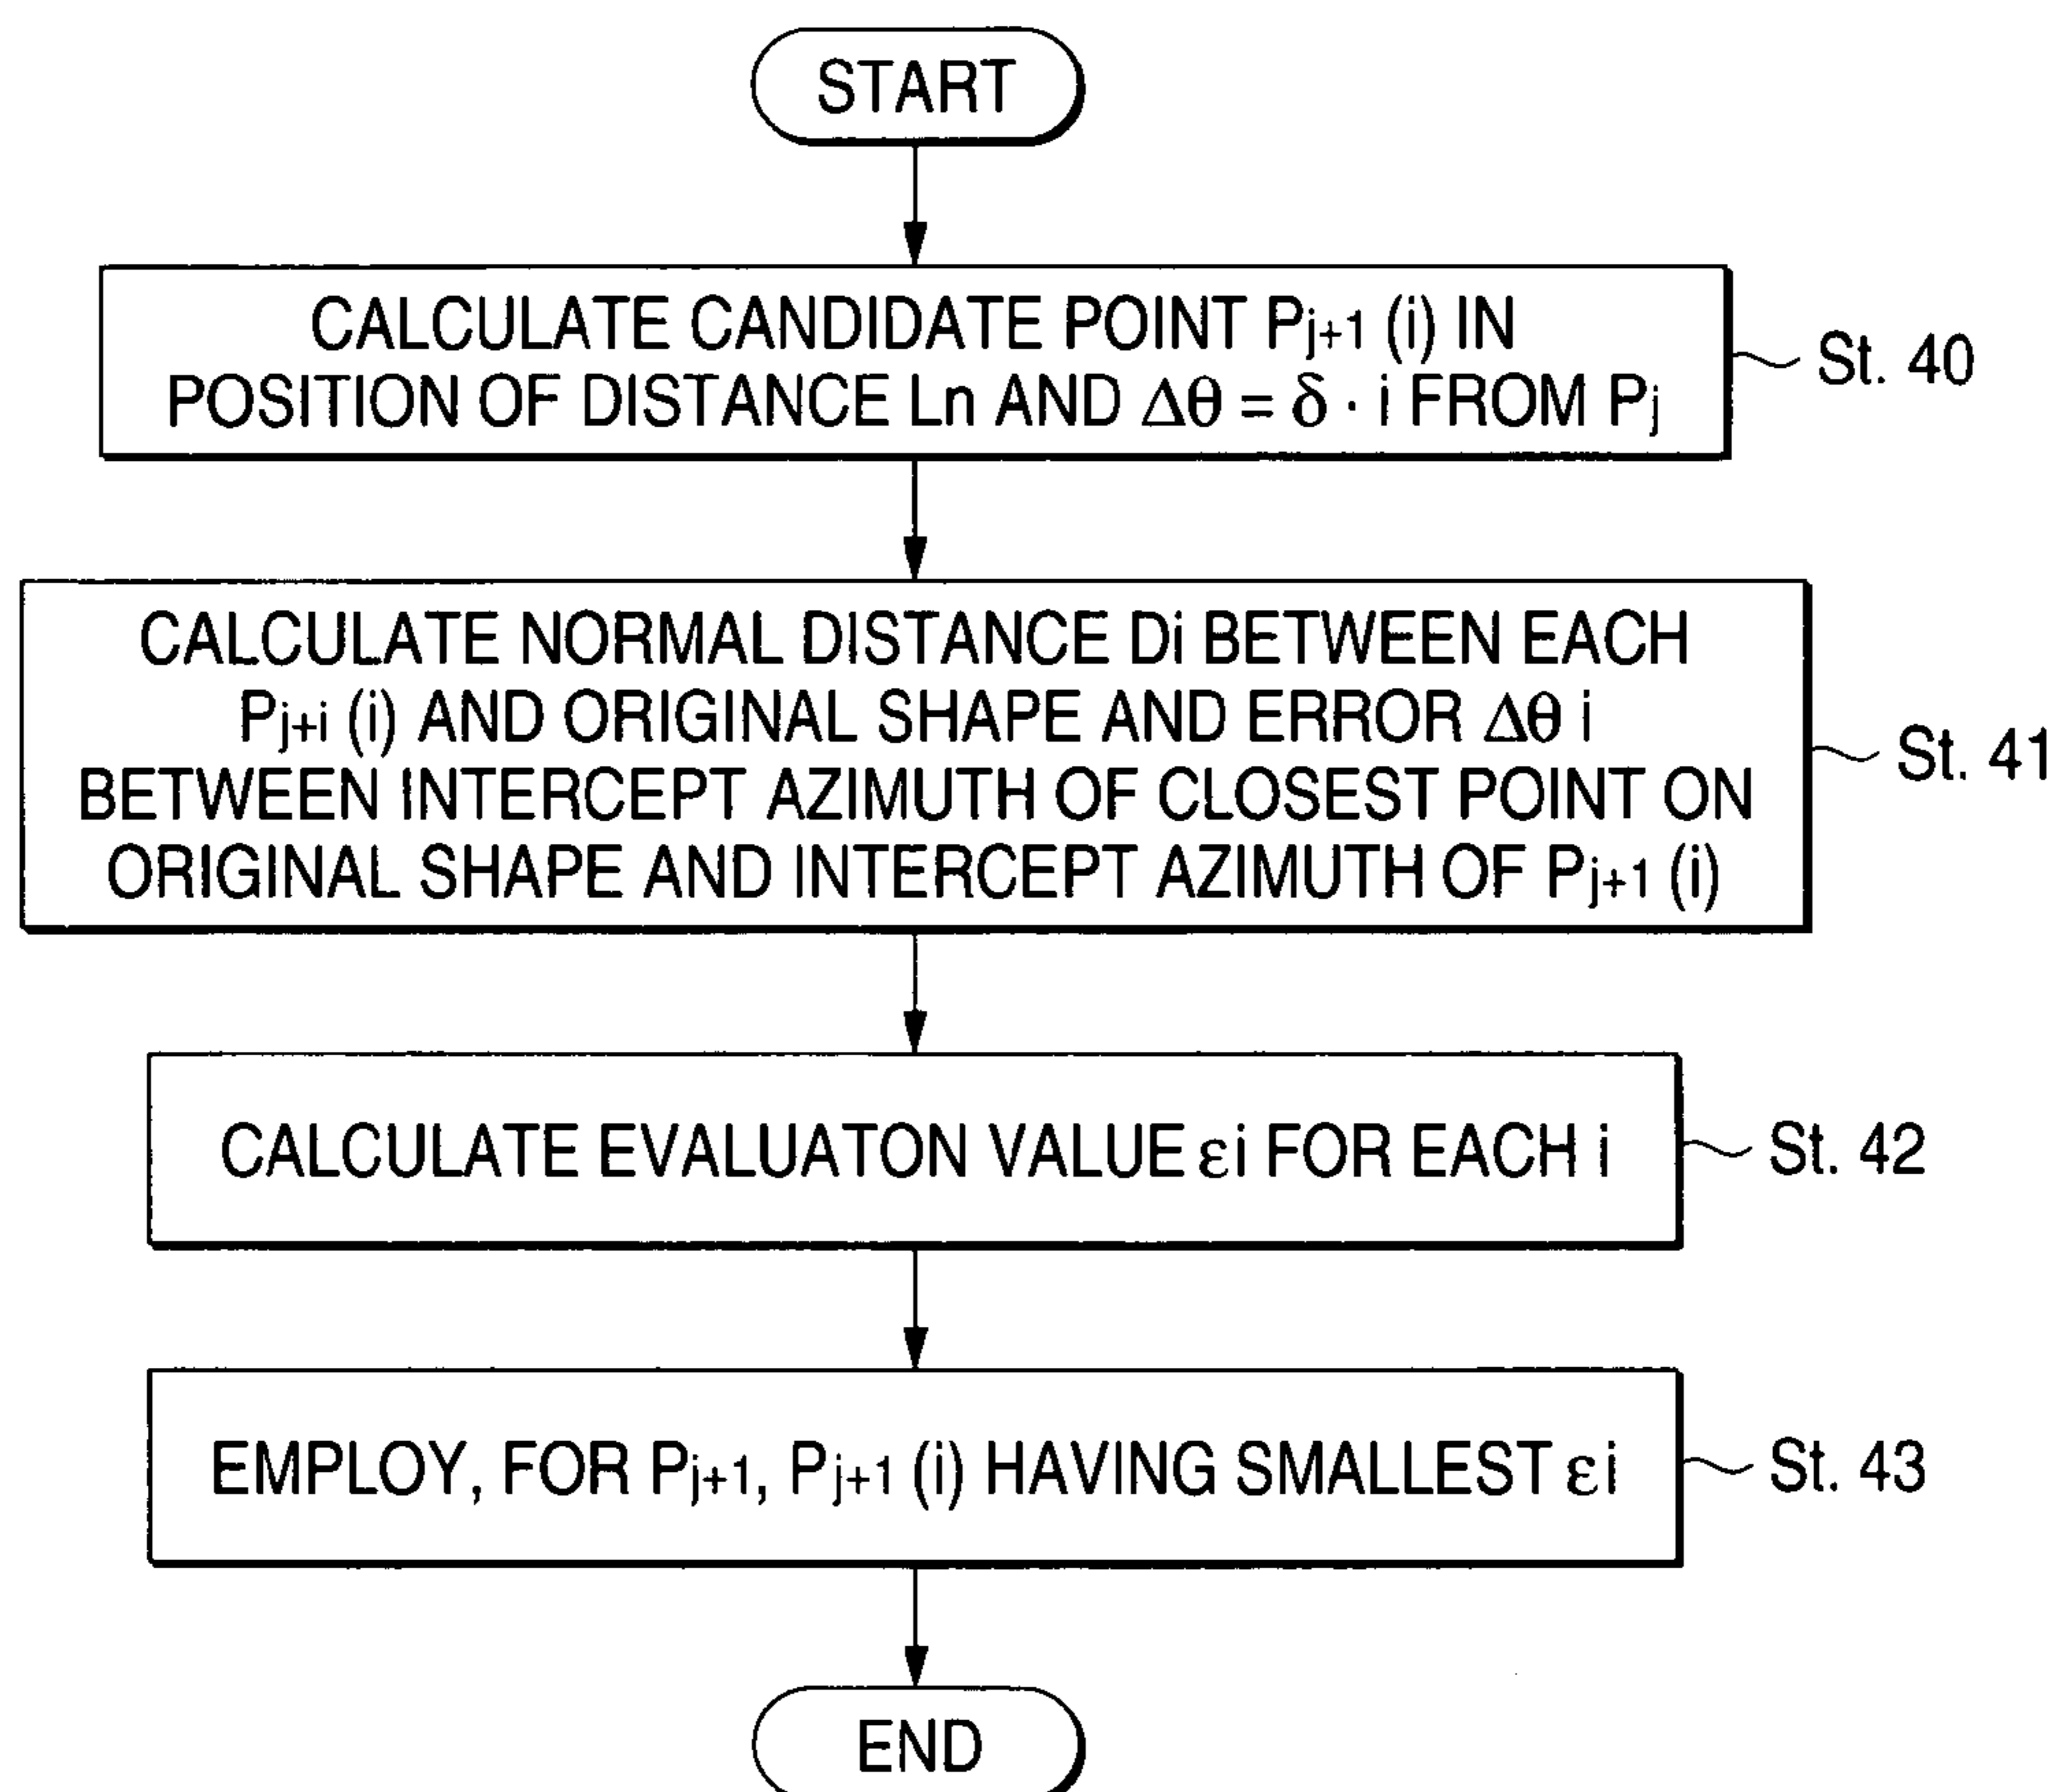 START
CALCULATE CANDIDATE POINT Pj+1 (i) IN
POSITION OF DISTANCE Ln AND Δθ = δ · i FROM Pj
St. 40
CALCULATE NORMAL DISTANCE Di BETWEEN EACH
Pj+i (i) AND ORIGINAL SHAPE AND ERROR Δθ i
BETWEEN INTERCEPT AZIMUTH OF CLOSEST POINT ON
ORIGINAL SHAPE AND INTERCEPT AZIMUTH OF Pj+1 (i)
St. 41
CALCULATE EVALUATON VALUE εi FOR EACH i
St. 42
EMPLOY, FOR Pj+1, Pj+1 (i) HAVING SMALLEST εi
St. 43
END